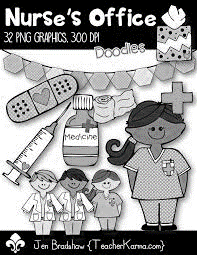 Nurse's Office
32 PNG GRAPHICS, 300 DPI
Doodles
Medicine
Jen Bradshaw {TeacherKarma.com}